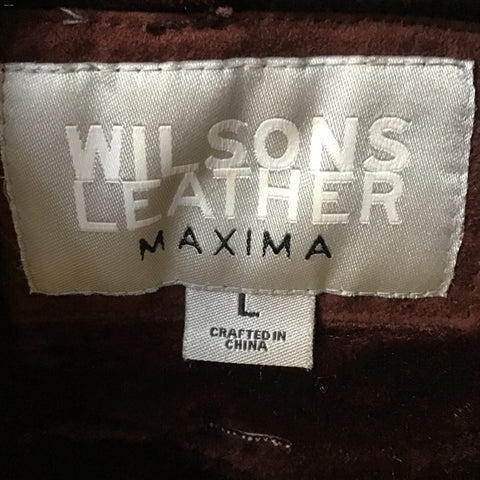 WILSONS
LEATHER
MAXIMA
L
CRAFTED IN
CHINA